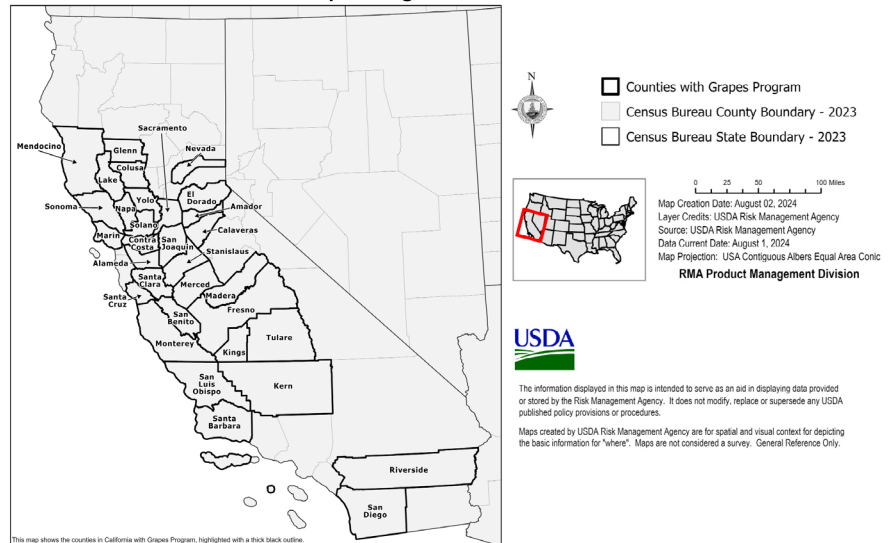 Sacramento
Mendocino
Glenn
Nevada
Colusa
Lake
El
Dorado
Yolo
Amador
Sonoma
Napa
Solano
Calaveras
Marin
Contra
Costa
San
Joaquin
Stanislaus
Alameda
Santa
Clara
Merced
Santa
Cruz
Madera
San
Benito
Fresno
Monterey
Kings
Tulare
San
Luis
Obispo
Kern
Santa
Barbara
Riverside
San
Diego
This map shows the counties in California with Grapes Program, highlighted with a thick black outline.
N
Counties with Grapes Program
Census Bureau County Boundary - 2023
Census Bureau State Boundary - 2023
0 25 50 100 Miles
Map Creation Date: August 02, 2024
Layer Credits: USDA Risk Management Agency
Source: USDA Risk Management Agency
Data Current Date: August 1, 2024
Map Projection: USA Contiguous Albers Equal Area Conic
RMA Product Management Division
USDA
The information displayed in this map is intended to serve as an aid in displaying data provided
or stored by the Risk Management Agency. It does not modify, replace or supersede any USDA
published policy provisions or procedures.
Maps created by USDA Risk Management Agency are for spatial and visual context for depicting
the basic information for "where". Maps are not considered a survey. General Reference Only.